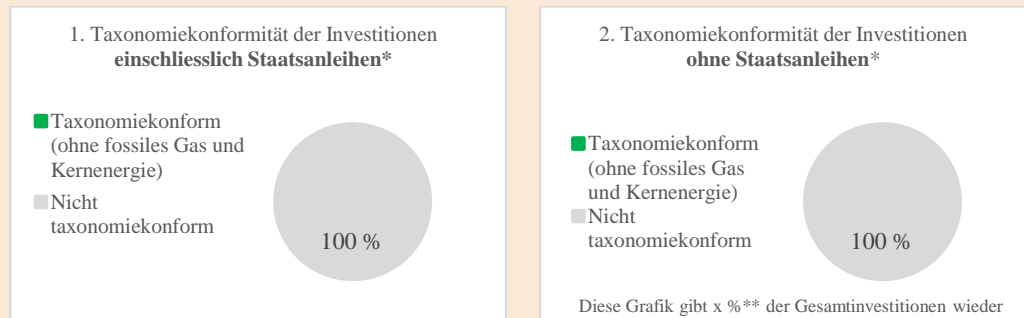 1. Taxonomiekonformität der Investitionen
einschliesslich Staatsanleihen*
Taxonomiekonform
(ohne fossiles Gas und
Kernenergie)
Nicht
taxonomiekonform
100 %
2. Taxonomiekonformität der Investitionen
ohne Staatsanleihen*
Taxonomiekonform
(ohne fossiles Gas
und Kernenergie)
Nicht
taxonomiekonform
100 %
Diese Grafik gibt x %** der Gesamtinvestitionen wieder